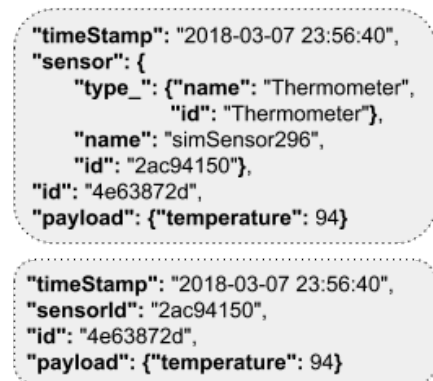 "timeStamp": "2018-03-07 23:56:40",
"sensor": {
"type_": {"name": "Thermometer",
"id": "Thermometer"},
"name": "simSensor296",
"id": "2ac94150"},
"id": "4e63872d",
"payload": {"temperature": 94}
"timeStamp": "2018-03-07 23:56:40",
"sensorId": "2ac94150",
"id": "4e63872d",
"payload": {"temperature": 94}